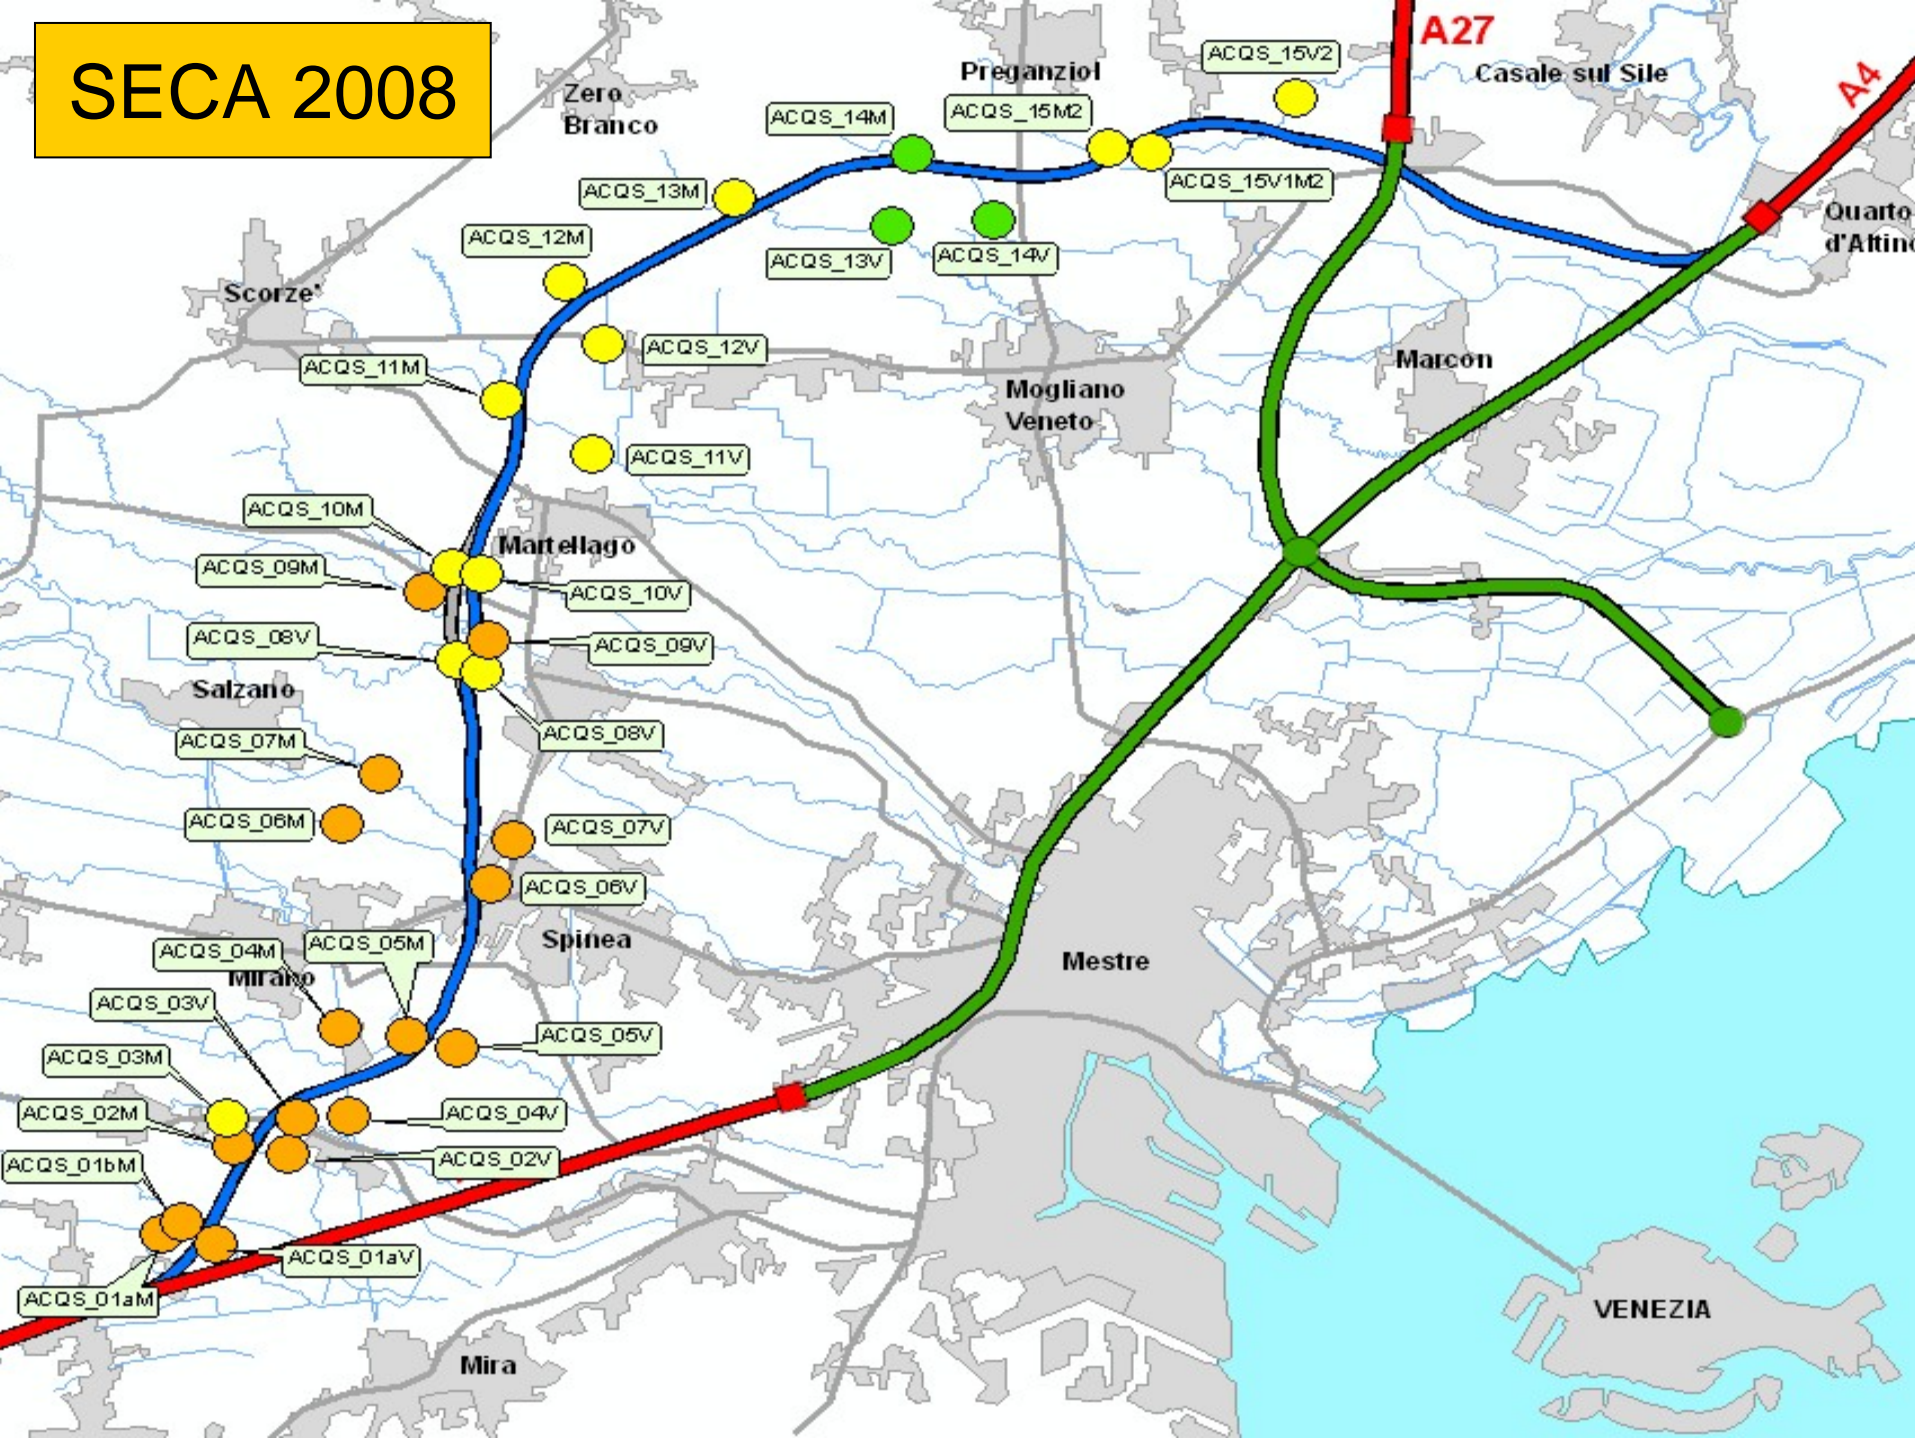 SECA 2008
A27
A4
ACQS_15V2
Preganziol
Casale sul Sile
Zero
Branco
ACQS_14M
ACQS_15M2
ACQS_13M
ACQS_15V1M2
Quarto
d'Altino
ACQS_12M
ACQS_13V
ACQS_14V
Scorze'
ACQS_12V
ACQS_11M
Marcon
Mogliano
Veneto
ACQS_11V
ACQS_10M
Martellago
ACQS_09M
ACQS_10V
ACQS_08V
ACQS_09V
Salzano
ACQS_07M
ACQS_08V
ACQS_06M
ACQS_07V
ACQS_06V
ACQS_04M
ACQS_05M
Spinea
Mestre
Mirano
ACQS_03V
ACQS_05V
ACQS_03M
ACQS_02M
ACQS_04V
ACQS_01bM
ACQS_02V
ACQS_01aV
ACQS_01aM
VENEZIA
Mira